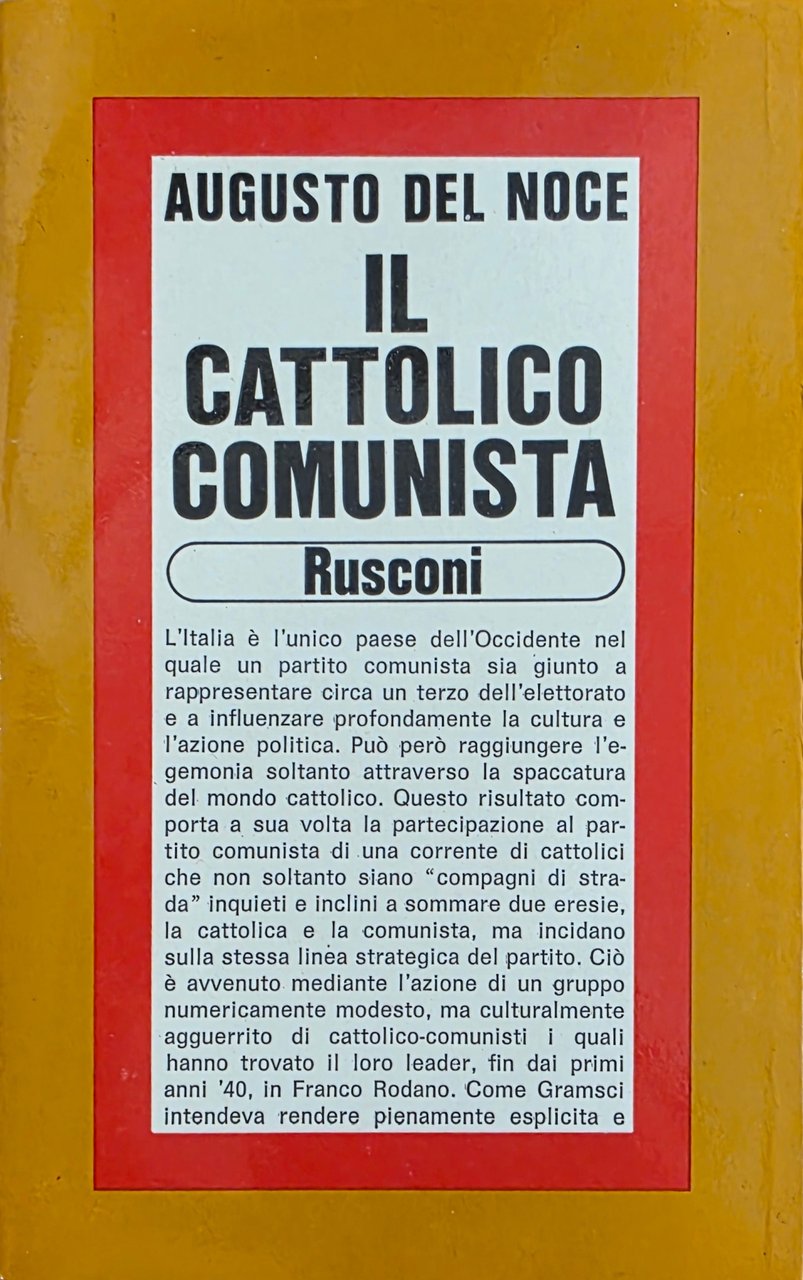 AUGUSTO DEL NOCE
IL
CATTOLICO
COMUNISTA
Rusconi
L'Italia è l'unico paese dell'Occidente nel
quale un partito comunista sia giunto a
rappresentare circa un terzo dell'elettorato
e a influenzare profondamente la cultura e
l'azione politica. Può però raggiungere l'e-
gemonia soltanto attraverso la spaccatura
del mondo cattolico. Questo risultato com-
porta a sua volta la partecipazione al par-
tito comunista di una corrente di cattolici
che non soltanto siano “compagni di stra-
da” inquieti e inclini a sommare due eresie,
la cattolica e la comunista, ma incidano
sulla stessa linea strategica del partito. Ciò
è avvenuto mediante l'azione di un gruppo
numericamente modesto, ma culturalmente
agguerrito di cattolico-comunisti i quali
hanno trovato il loro leader, fin dai primi
anni '40, in Franco Rodano. Come Gramsci
intendeva rendere pienamente esplicita e